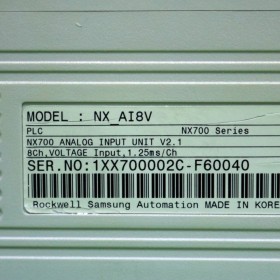 MODEL : NX_AI8V
PLC NX700 Series
NX700 ANALOG INPUT UNIT V2.1
8Ch,VOLTAGE Input,1.25ms/Ch
SER.NO:1XX700002C-F60040
Rockwell Samsung Automation MADE IN KOREA